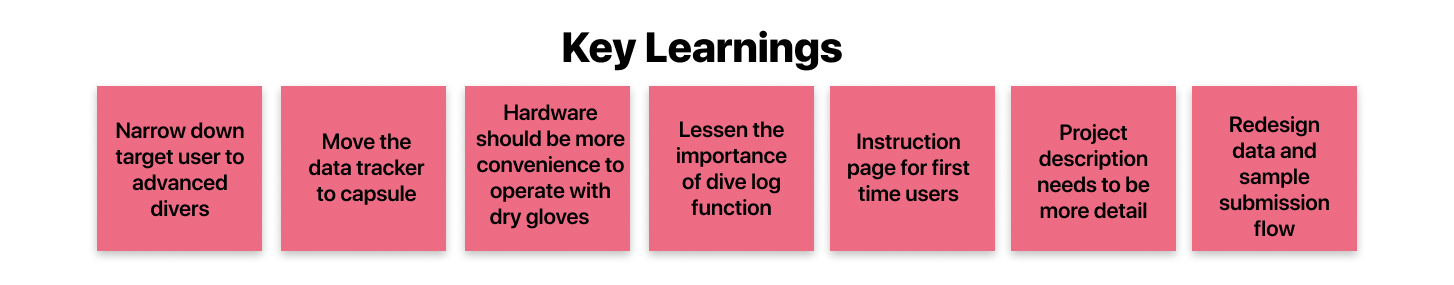 Key Learnings
Narrow down
target user to
advanced
divers
Move the
data tracker
to capsule
Hardware
should be more
convenience to
operate with
dry gloves
Lessen the
importance
of dive log
function
Instruction
page for first
time users
Project
description
needs to be
more detail
Redesign
data and
sample
submission
flow